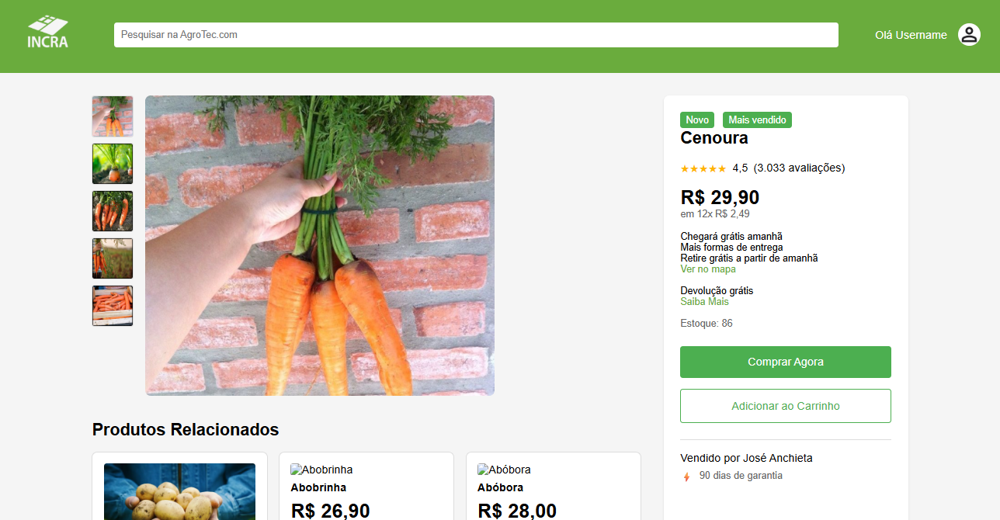 INCRA
Pesquisar na AgroTec.com
Olá Username
Novo Mais vendido
Cenoura
★★★★★ 4,5 (3.033 avaliações)
R$ 29,90
em 12x R$ 2,49
Chegará grátis amanhã
Mais formas de entrega
Retire grátis a partir de amanhã
Ver no mapa
Devolução grátis
Saiba Mais
Estoque: 86
Comprar Agora
Adicionar ao Carrinho
Vendido por José Anchieta
90 dias de garantia
Produtos Relacionados
Abobrinha
Abobrinha
R$ 26,90
Abóbora
Abóbora
R$ 28,00